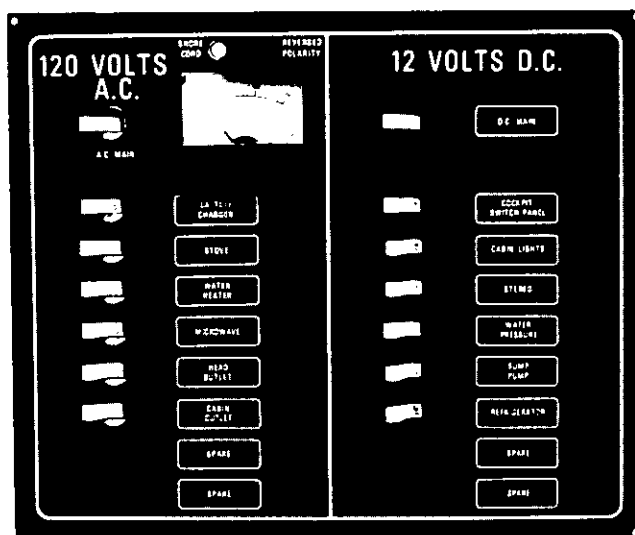 SHORE
CORD
REVERSED
POLARITY
120 VOLTS
A.C.
A.C. MAIN
CHARGER
STOVE
WATER
HEATER
MICROWAVE
HEAD
OUTLET
CABIN
OUTLET
SPARE
SPARE
12 VOLTS D.C.
D.C. MAIN
COCKPIT
SWITCH PANEL
CABIN LIGHTS
STEREO
WATER
PRESSURE
SUMP
PUMP
REFRIGERATOR
SPARE
SPARE